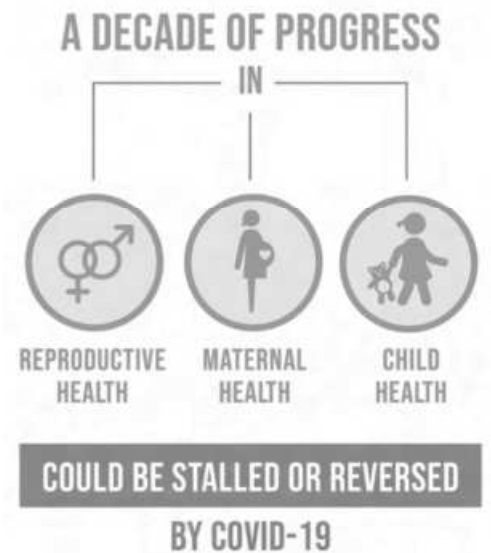 A DECADE OF PROGRESS
IN
REPRODUCTIVE
HEALTH
MATERNAL
HEALTH
CHILD
HEALTH
COULD BE STALLED OR REVERSED
BY COVID-19